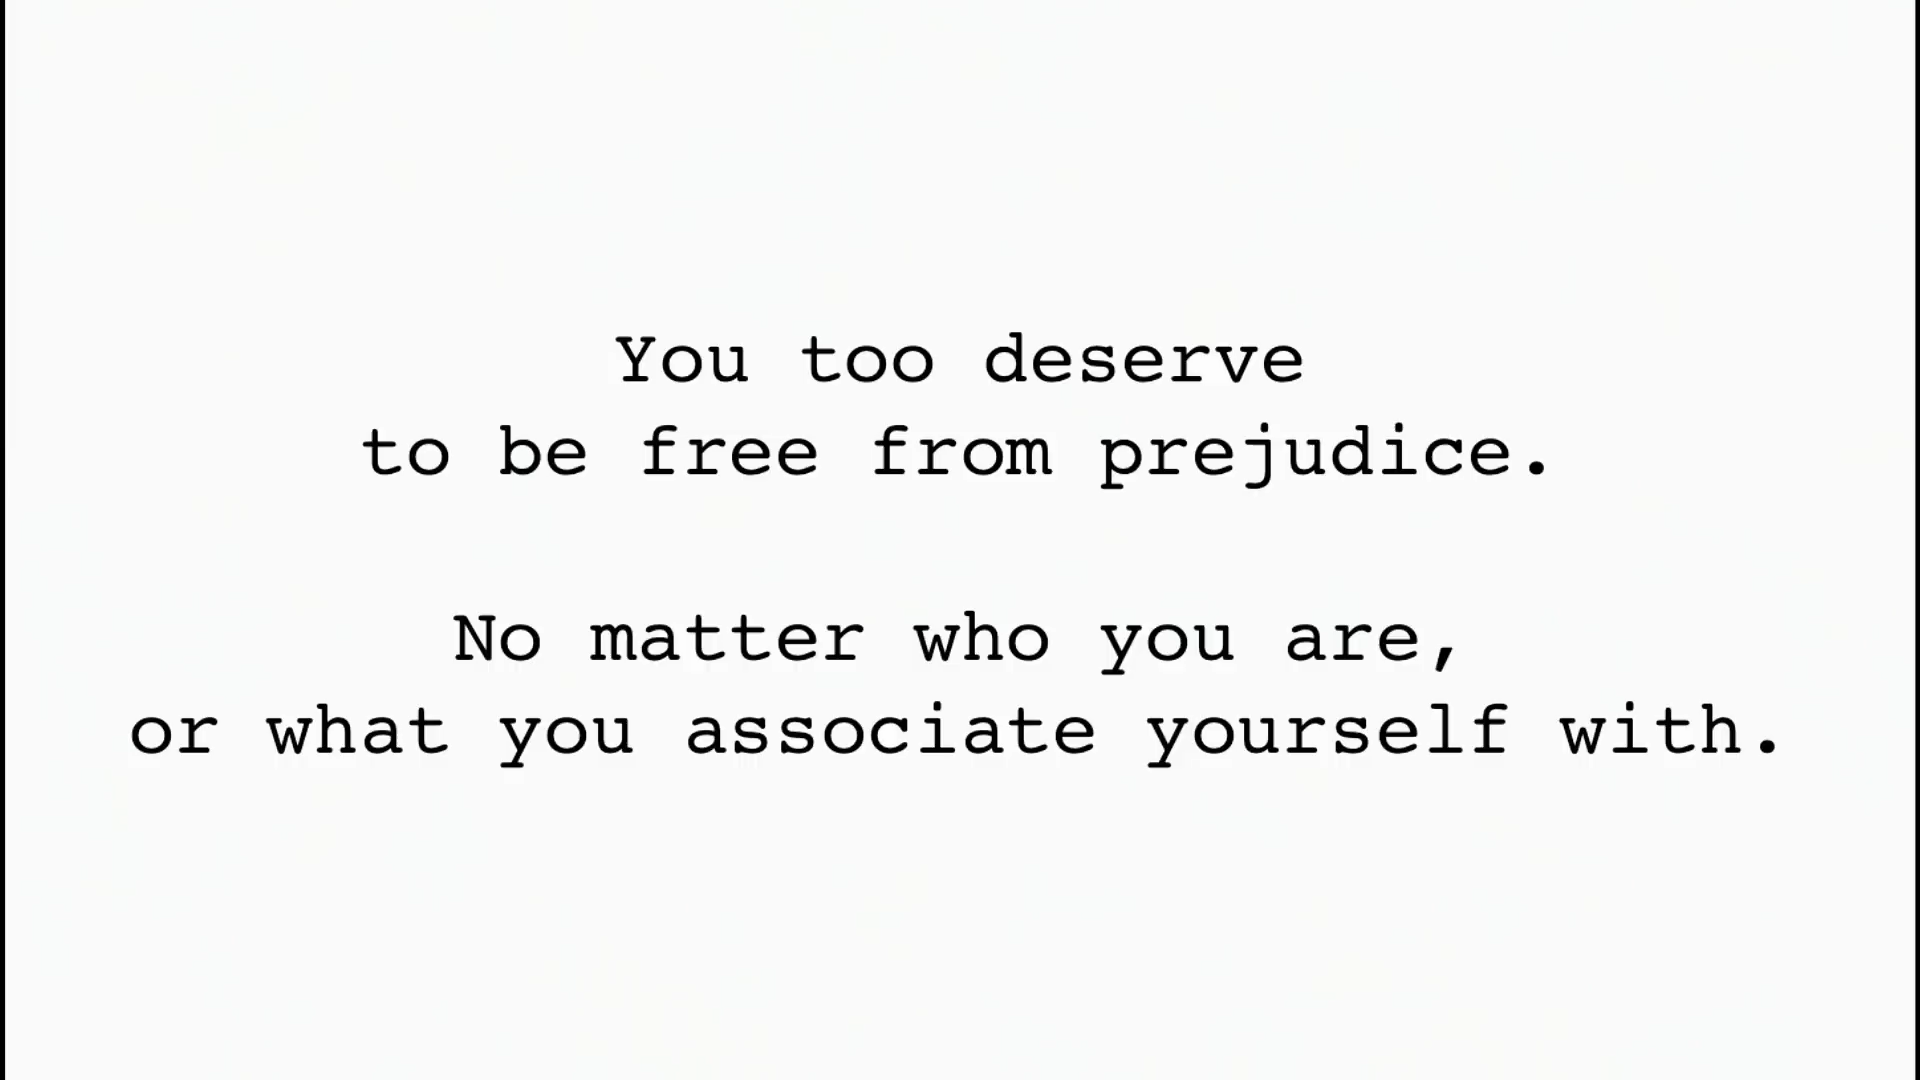 You too deserve
to be free from prejudice.
No matter who you are,
or what you associate yourself with.